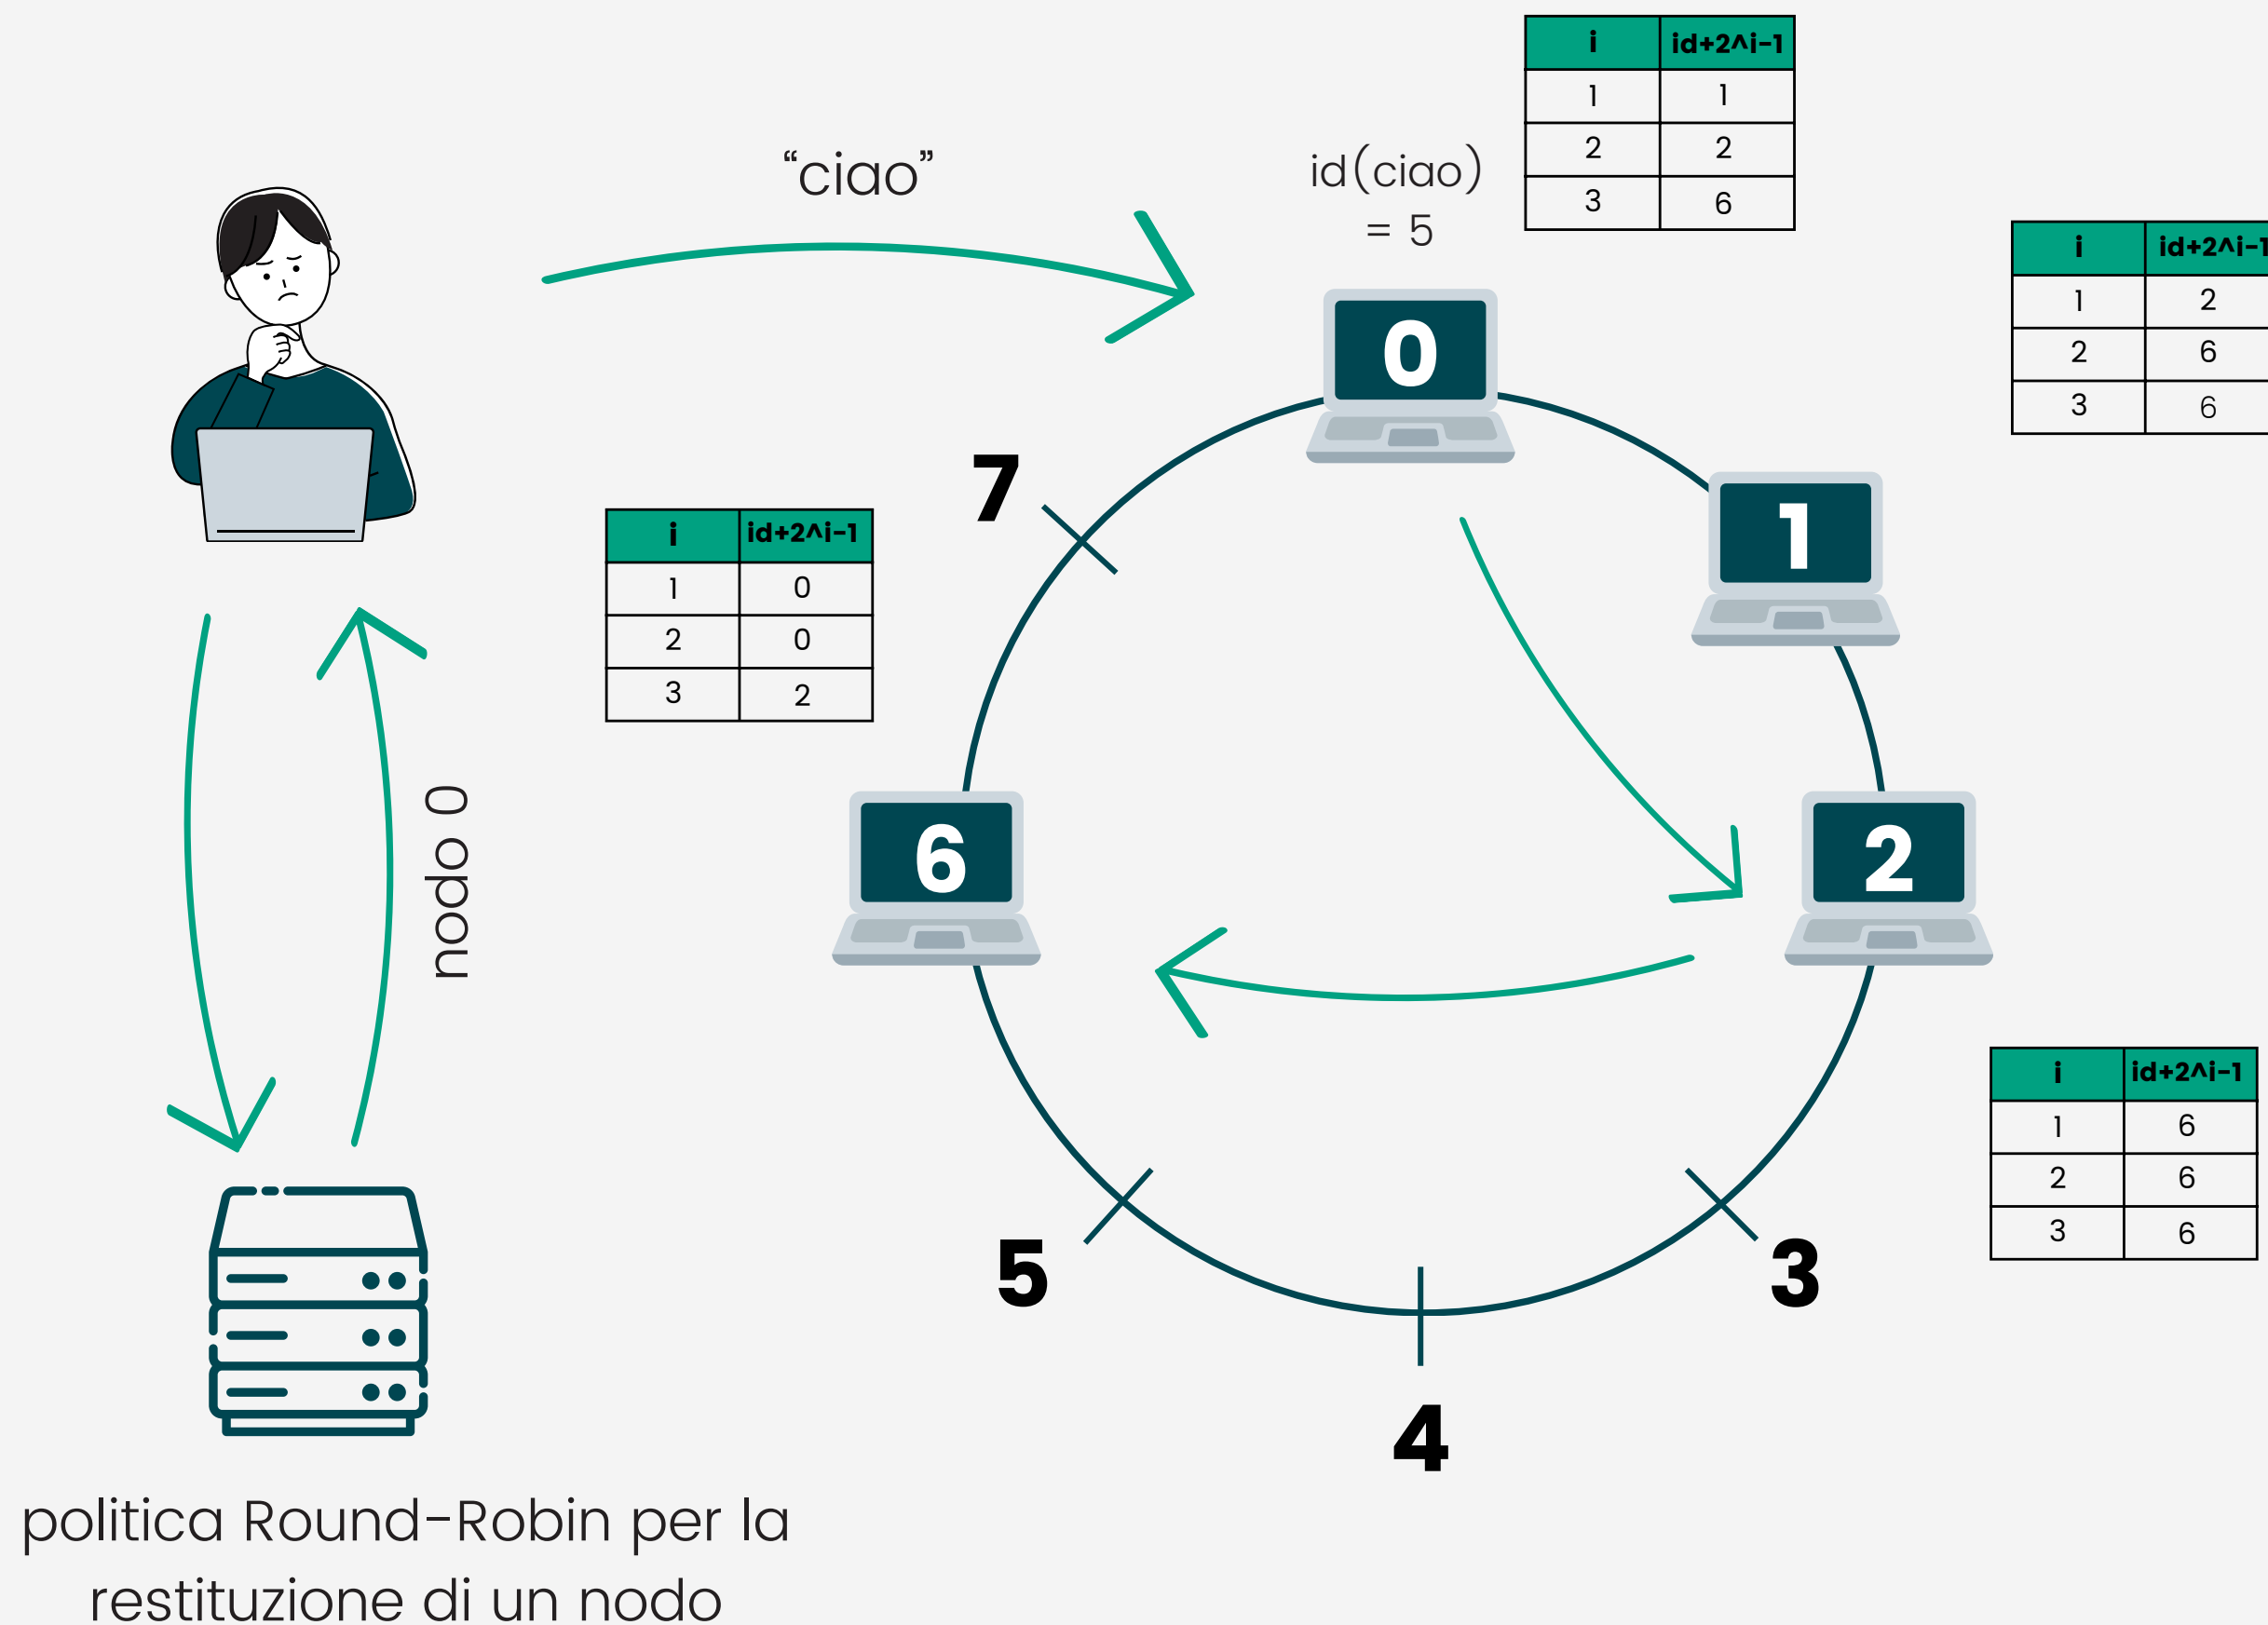 i id+2^i-1
1 1
2 2
3 6
“ciao”
id(ciao)
= 5
i id+2^i-1
1 2
2 6
3 6
0
7
1
i id+2^i-1
1 0
2 0
3 2
nodo 0
6
2
i id+2^i-1
1 6
2 6
3 6
5
3
4
politica Round-Robin per la
restituzione di un nodo